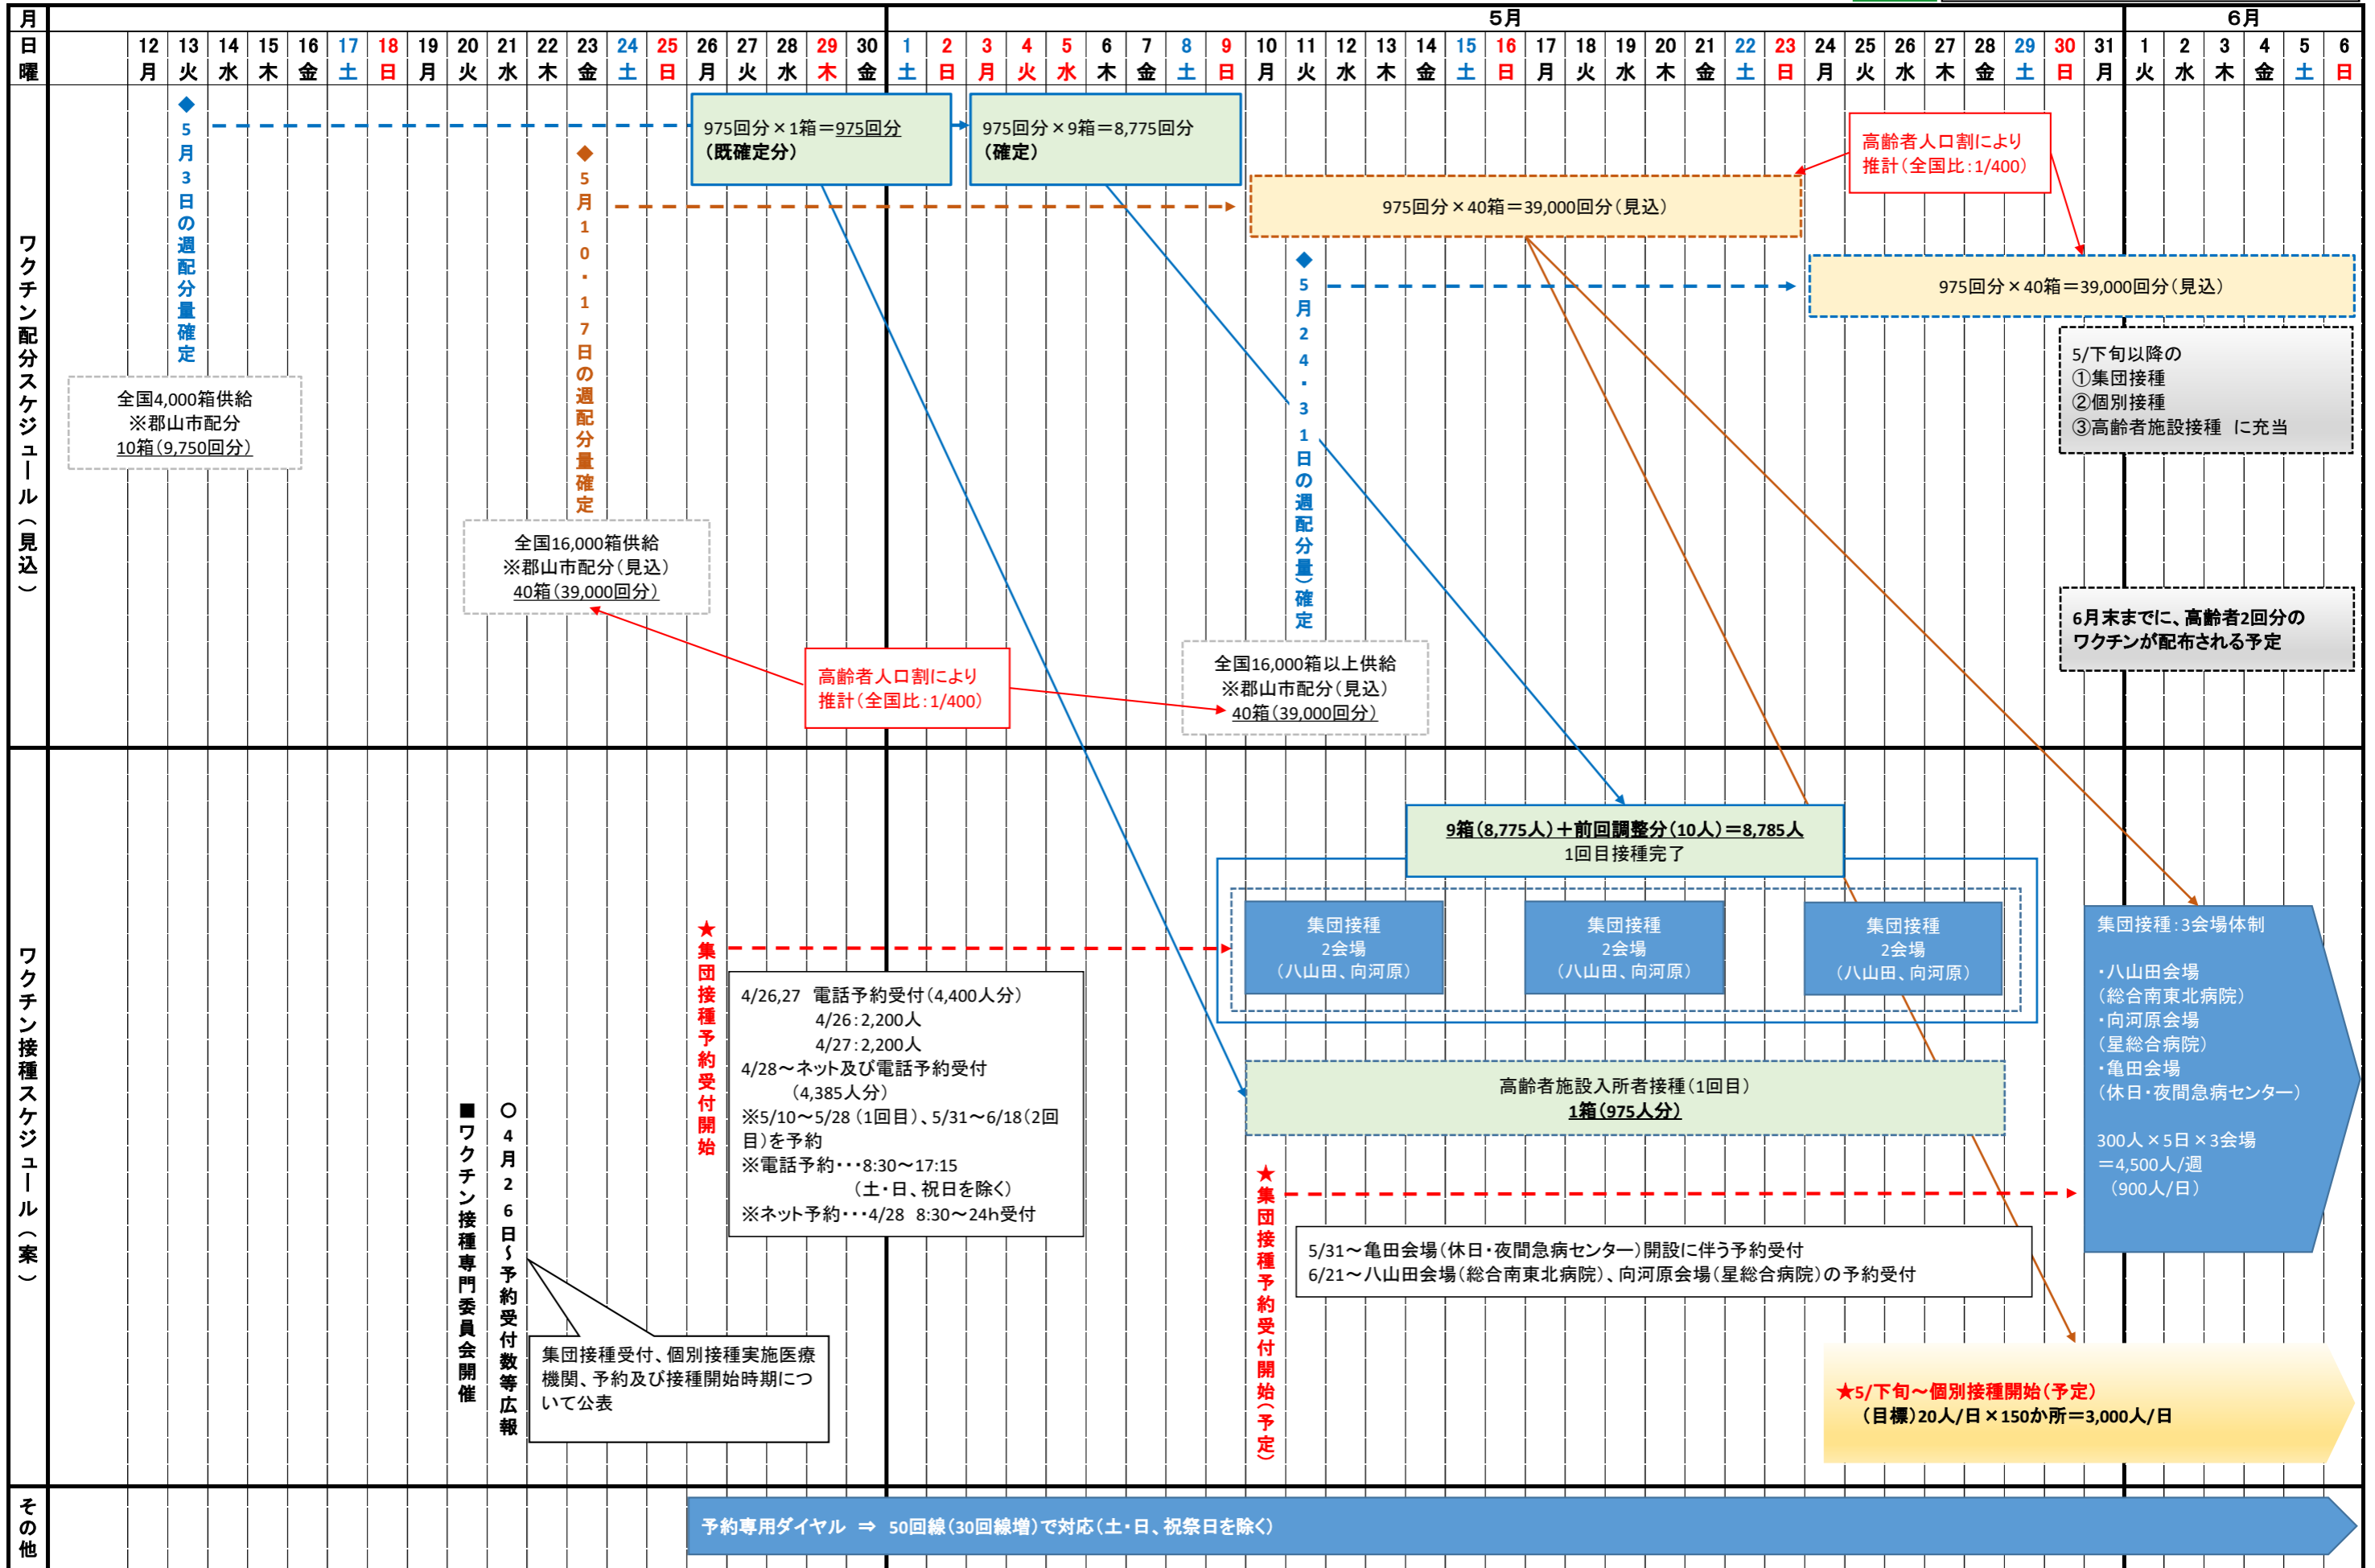 月
5月
6月
日
12 13 14 15 16 17 18 19 20 21 22 23 24 25 26 27 28 29 30 1 2 3 4 5 6 7 8 9 10 11 12 13 14 15 16 17 18 19 20 21 22 23 24 25 26 27 28 29 30 31 1 2 3 4 5 6
曜
月 火 水 木 金 土 日 月 火 水 木 金 土 日 月 火 水 木 金 土 日 月 火 水 木 金 土 日 月 火 水 木 金 土 日 月 火 水 木 金 土 日 月 火 水 木 金 土 日 月 火 水 木 金 土 日
ワクチン配分スケジュール（見込）
◆5月3日の週配分量確定
全国4,000箱供給
※郡山市配分
10箱(9,750回分)
◆5月10・17日の週配分量確定
全国16,000箱供給
※郡山市配分(見込)
40箱(39,000回分)
975回分×1箱＝975回分
（既確定分）
975回分×9箱＝8,775回分
（確定）
975回分×40箱＝39,000回分(見込)
高齢者人口割により
推計(全国比：1/400)
◆5月24・31日の週配分量）確定
975回分×40箱＝39,000回分(見込)
5/下旬以降の
①集団接種
②個別接種
③高齢者施設接種 に充当
6月末までに、高齢者2回分の
ワクチンが配布される予定
高齢者人口割により
推計(全国比：1/400)
全国16,000箱以上供給
※郡山市配分(見込)
40箱(39,000回分)
ワクチン接種スケジュール（案）
■ワクチン接種専門委員会開催
〇4月26日～予約受付数等広報
集団接種受付、個別接種実施医療
機関、予約及び接種開始時期につ
いて公表
★集団接種予約受付開始
4/26,27 電話予約受付(4,400人分)
4/26：2,200人
4/27：2,200人
4/28～ネット及び電話予約受付
(4,385人分)
※5/10～5/28 (1回目)、5/31～6/18(2回
目)を予約
※電話予約･･･8:30～17:15
(土・日、祝日を除く)
※ネット予約･･･4/28 8:30～24h受付
9箱(8,775人)＋前回調整分(10人)＝8,785人
1回目接種完了
集団接種
2会場
(八山田、向河原)
集団接種
2会場
(八山田、向河原)
集団接種
2会場
(八山田、向河原)
高齢者施設入所者接種(1回目)
1箱(975人分)
★集団接種予約受付開始（予定）
5/31～亀田会場(休日・夜間急病センター)開設に伴う予約受付
6/21～八山田会場(総合南東北病院)、向河原会場(星総合病院)の予約受付
集団接種：3会場体制
・八山田会場
(総合南東北病院)
・向河原会場
(星総合病院)
・亀田会場
(休日・夜間急病センター)
300人×5日×3会場
＝4,500人/週
(900人/日)
★5/下旬～個別接種開始(予定)
(目標)20人/日×150か所＝3,000人/日
その他
予約専用ダイヤル ⇒ 50回線(30回線増)で対応(土・日、祝祭日を除く)